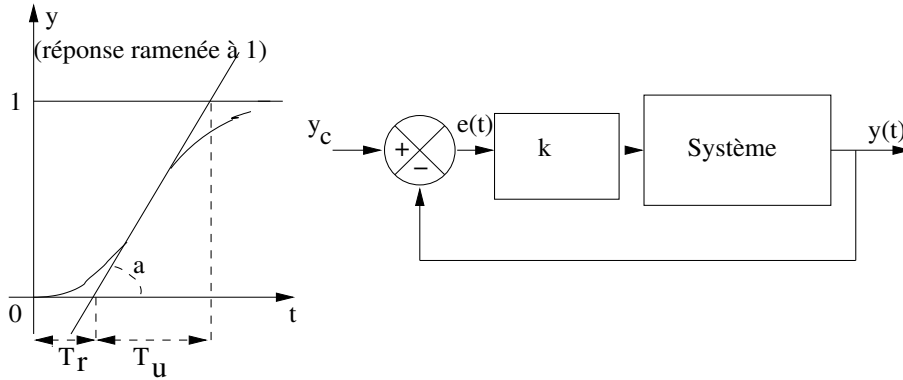 y
(réponse ramenée à 1)
1
a
0
t
Tr
Tu
yc
+
−
e(t)
k
Système
y(t)